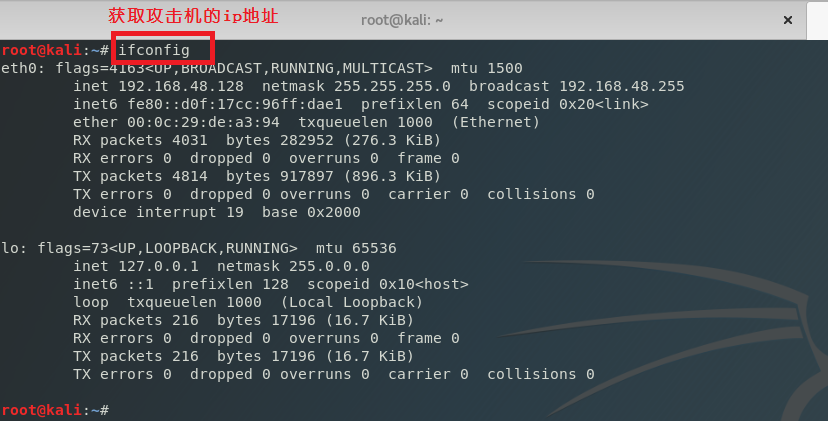 获取攻击机的ip地址
root@kali: ~
root@kali:~# ifconfig
eth0: flags=4163<UP,BROADCAST,RUNNING,MULTICAST>  mtu 1500
        inet 192.168.48.128  netmask 255.255.255.0  broadcast 192.168.48.255
        inet6 fe80::d0f:17cc:96ff:dae1  prefixlen 64  scopeid 0x20<link>
        ether 00:0c:29:de:a3:94  txqueuelen 1000  (Ethernet)
        RX packets 4031  bytes 282952 (276.3 KiB)
        RX errors 0  dropped 0  overruns 0  frame 0
        TX packets 4814  bytes 917897 (896.3 KiB)
        TX errors 0  dropped 0 overruns 0  carrier 0  collisions 0
        device interrupt 19  base 0x2000
lo: flags=73<UP,LOOPBACK,RUNNING>  mtu 65536
        inet 127.0.0.1  netmask 255.0.0.0
        inet6 ::1  prefixlen 128  scopeid 0x10<host>
        loop  txqueuelen 1000  (Local Loopback)
        RX packets 216  bytes 17196 (16.7 KiB)
        RX errors 0  dropped 0  overruns 0  frame 0
        TX packets 216  bytes 17196 (16.7 KiB)
        TX errors 0  dropped 0 overruns 0  carrier 0  collisions 0
root@kali:~#